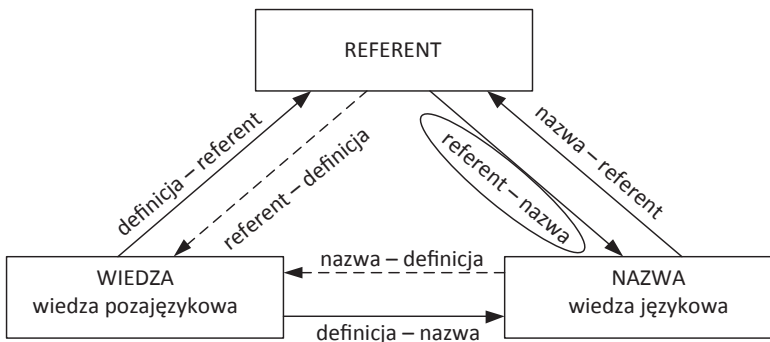 REFERENT
definicja – referent
referent – definicja
referent – nazwa
nazwa – referent
WIEDZA
wiedza pozajęzykowa
nazwa – definicja
definicja – nazwa
NAZWA
wiedza językowa